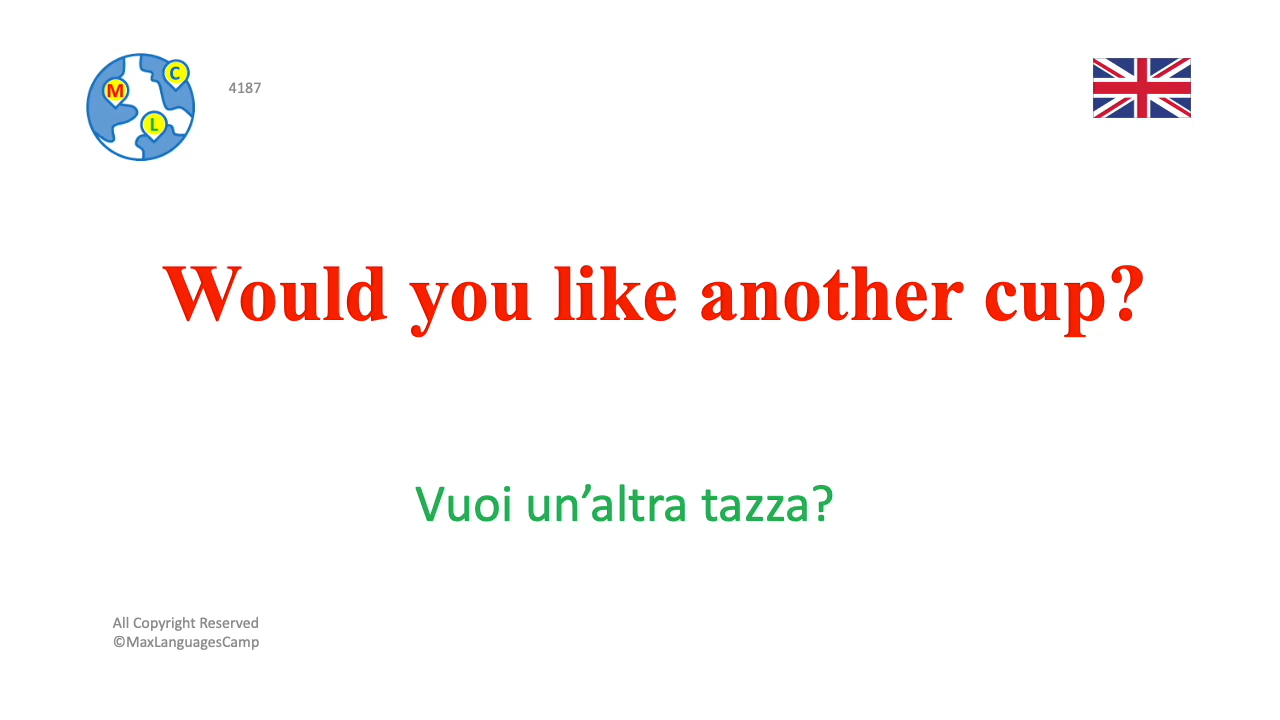 M
C
L
4187
Would you like another cup?
Vuoi un’altra tazza?
All Copyright Reserved
©MaxLanguagesCamp